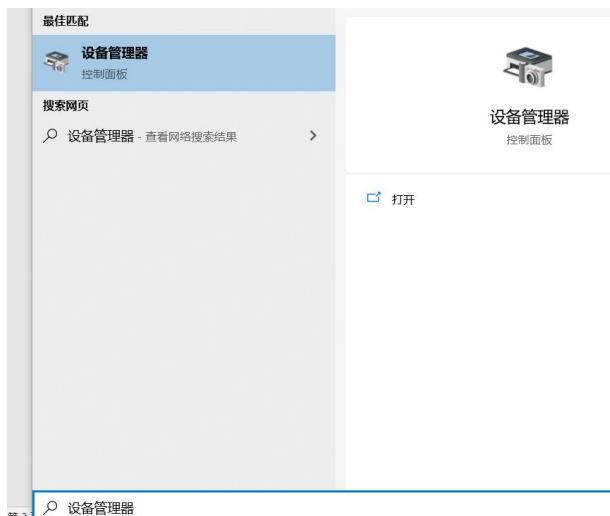 最佳匹配
设备管理器
控制面板
搜索网页
设备管理器 - 查看网络搜索结果
设备管理器
控制面板
打开
设备管理器